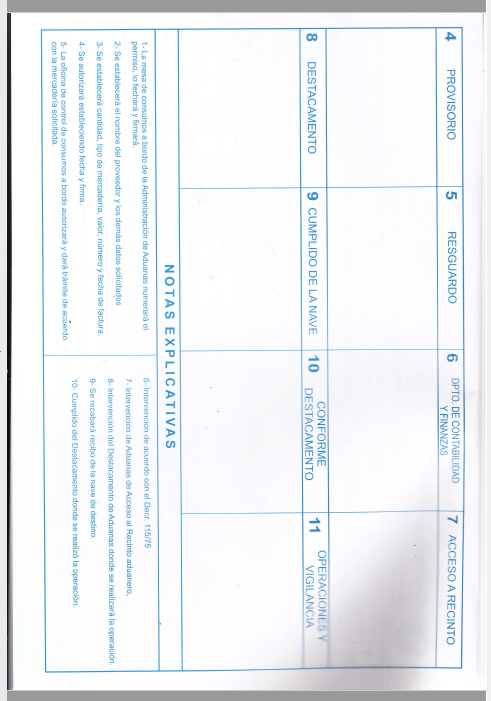 4 PROVISORIO
5 RESGUARDO
6 DPTO. DE CONTABILIDAD
Y FINANZAS
7 ACCESO A RECINTO
8 DESTACAMENTO
9 CUMPLIDO DE LA NAVE
10 CONFORME
DESTACAMENTO
11 OPERACIONES Y
VIGILANCIA
NOTAS EXPLICATIVAS
1- La mesa de consumos a bordo de la Administración de Aduanas numerará el
permiso, lo fechará y firmará.
2- Se establecerá el nombre del proveedor y los demás datos solicitados
3- Se establecerá cantidad, tipo de mercadería, valor, número y fecha de factura.
4- Se autorizará estableciendo fecha y firma.
5- La oficina de control de consumos a bordo autorizará y dará trámite de acuerdo
con la mercadería solicitada.
6- Intervención de acuerdo con el Decr. 115/75
7- Intervención de Aduanas de Acceso al Recinto aduanero.
8- Intervención del Destacamento de Aduanas donde se realizará la operación.
9- Se recabará recibo de la nave de destino.
10- Cumplido del Destacamento donde se realizó la operación.